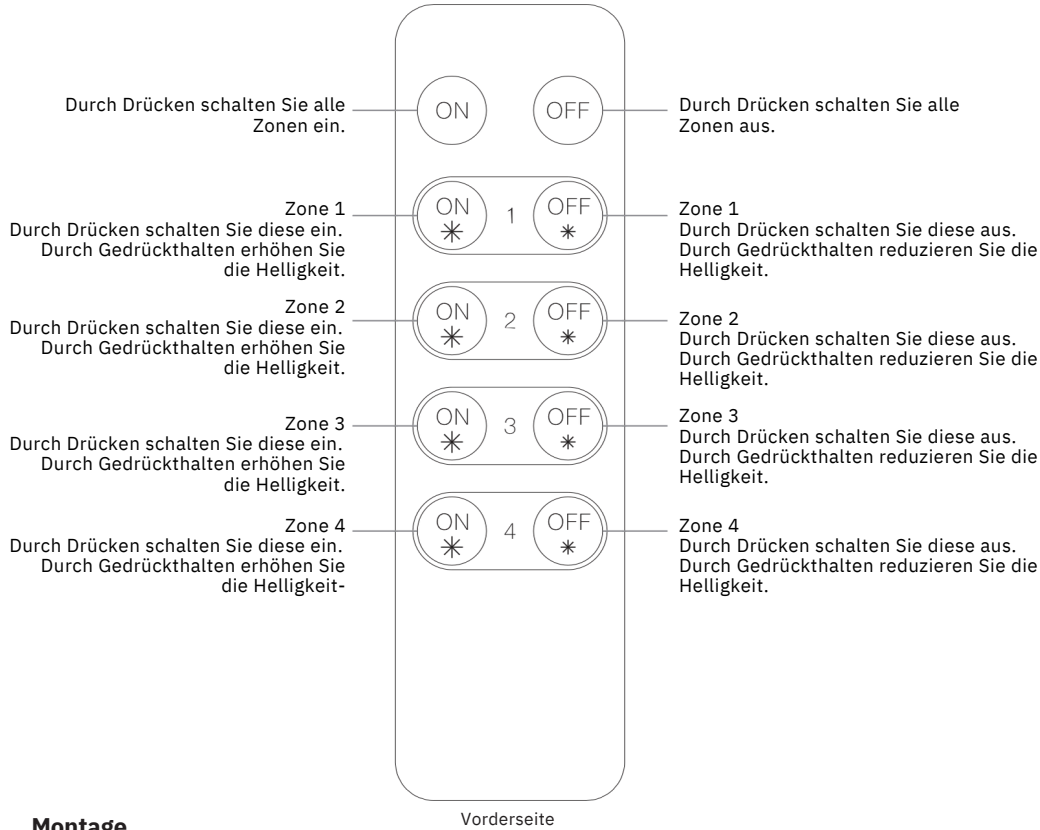 Durch Drücken schalten Sie alle
Zonen ein.
ON
OFF
Durch Drücken schalten Sie alle
Zonen aus.
Zone 1
Durch Drücken schalten Sie diese ein.
Durch Gedrückthalten erhöhen Sie
die Helligkeit.
ON
1
OFF
Zone 1
Durch Drücken schalten Sie diese aus.
Durch Gedrückthalten reduzieren Sie die
Helligkeit.
Zone 2
Durch Drücken schalten Sie diese ein.
Durch Gedrückthalten erhöhen Sie
die Helligkeit.
ON
2
OFF
Zone 2
Durch Drücken schalten Sie diese aus.
Durch Gedrückthalten reduzieren Sie die
Helligkeit.
Zone 3
Durch Drücken schalten Sie diese ein.
Durch Gedrückthalten erhöhen Sie
die Helligkeit.
ON
3
OFF
Zone 3
Durch Drücken schalten Sie diese aus.
Durch Gedrückthalten reduzieren Sie die
Helligkeit.
Zone 4
Durch Drücken schalten Sie diese ein.
Durch Gedrückthalten erhöhen Sie
die Helligkeit-
ON
4
OFF
Zone 4
Durch Drücken schalten Sie diese aus.
Durch Gedrückthalten reduzieren Sie die
Helligkeit.
Vorderseite
Montage